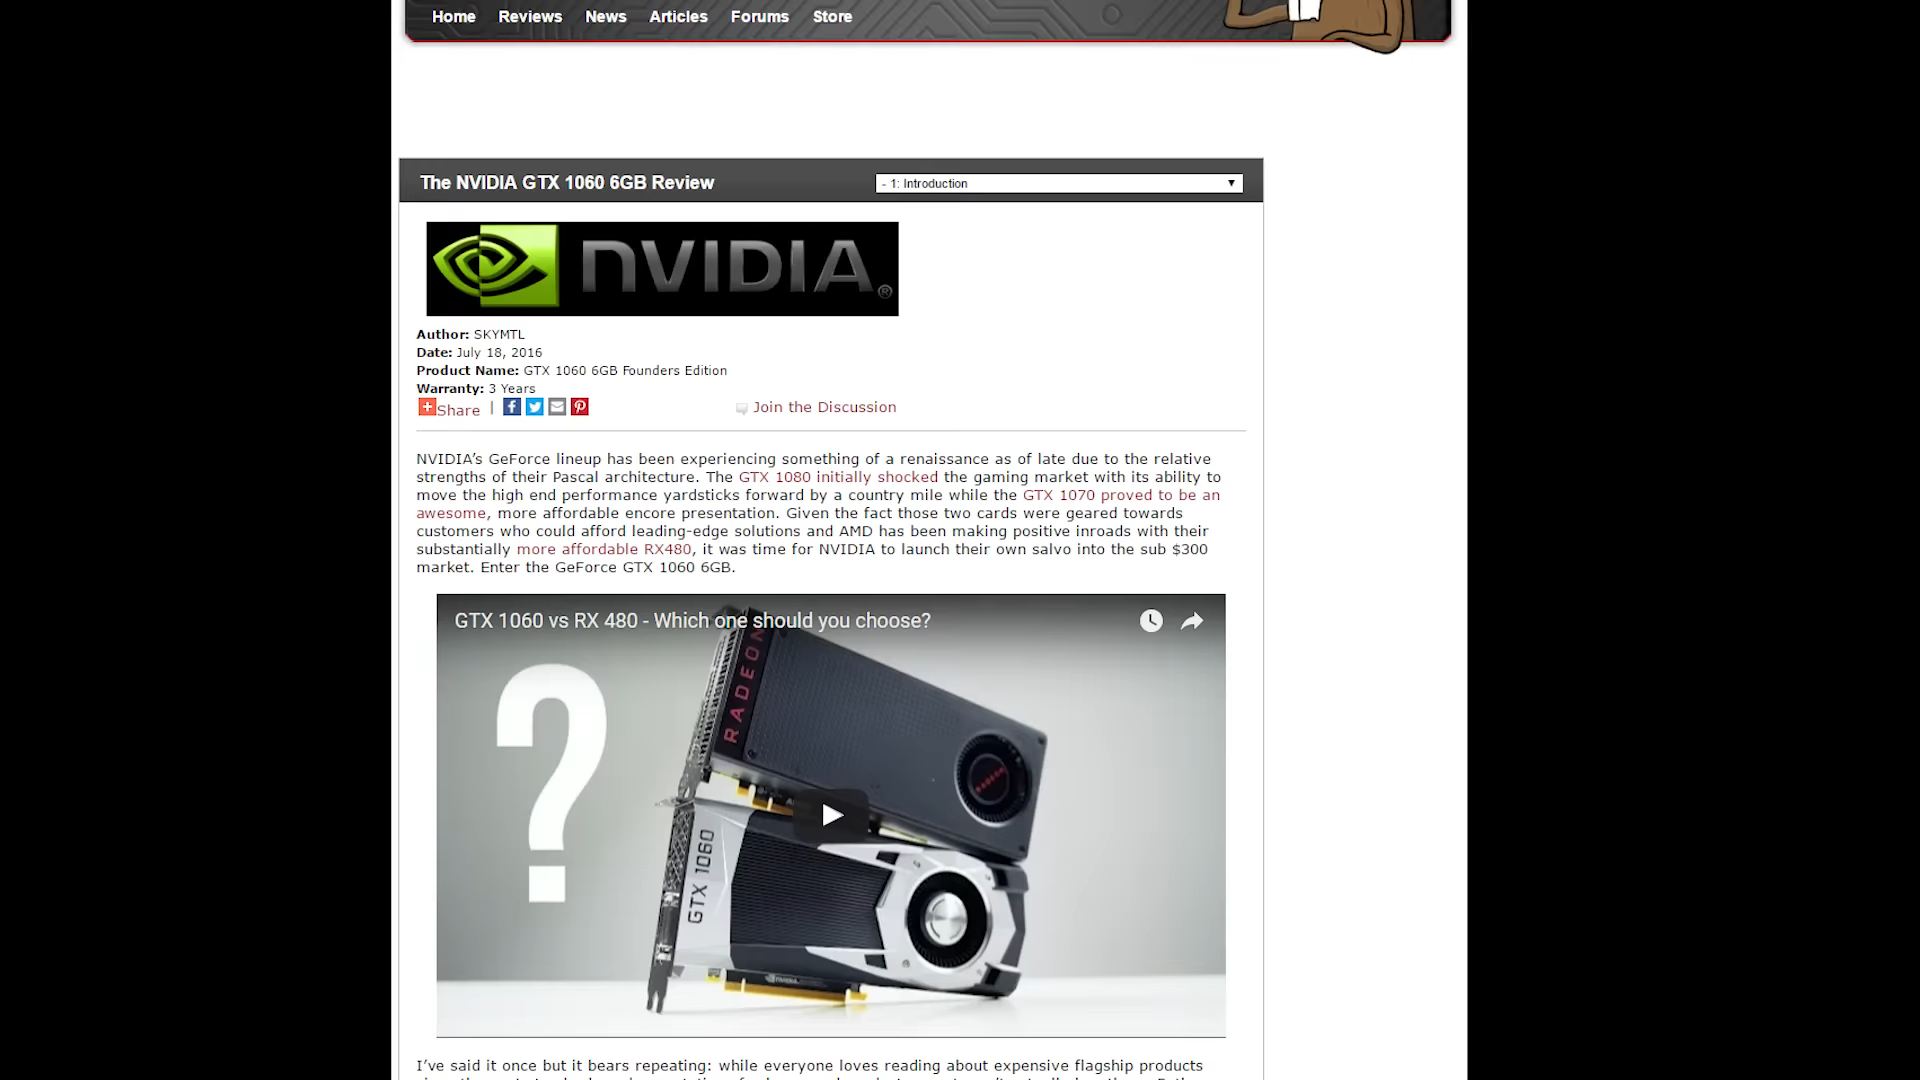 Home Reviews News Articles Forums Store
The NVIDIA GTX 1060 6GB Review
- 1: Introduction
NVIDIA®
Author: SKYMTL
Date: July 18, 2016
Product Name: GTX 1060 6GB Founders Edition
Warranty: 3 Years
Share |
Join the Discussion
NVIDIA’s GeForce lineup has been experiencing something of a renaissance as of late due to the relative
strengths of their Pascal architecture. The GTX 1080 initially shocked the gaming market with its ability to
move the high end performance yardsticks forward by a country mile while the GTX 1070 proved to be an
awesome, more affordable encore presentation. Given the fact those two cards were geared towards
customers who could afford leading-edge solutions and AMD has been making positive inroads with their
substantially more affordable RX480, it was time for NVIDIA to launch their own salvo into the sub $300
market. Enter the GeForce GTX 1060 6GB.
GTX 1060 vs RX 480 - Which one should you choose?
?
RADEON
RADEON
GTX 1060
NVIDIA
I’ve said it once but it bears repeating: while everyone loves reading about expensive flagship products